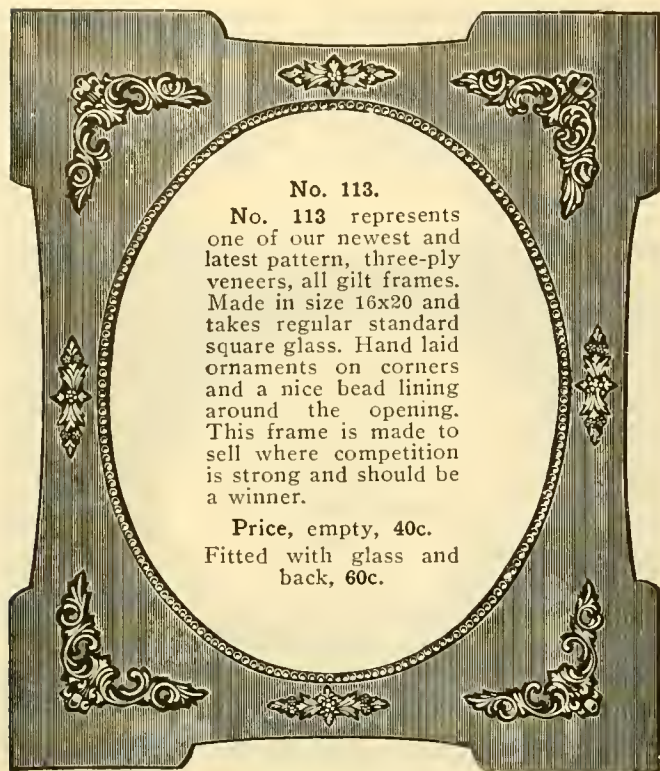 No. 113.
No. 113 represents
one of our newest and
latest pattern, three-ply
veneers, all gilt frames.
Made in size 16x20 and
takes regular standard
square glass. Hand laid
ornaments on corners
and a nice bead lining
around the opening.
This frame is made to
sell where competition
is strong and should be
a winner.
Price, empty, 40c.
Fitted with glass and
back, 60c.